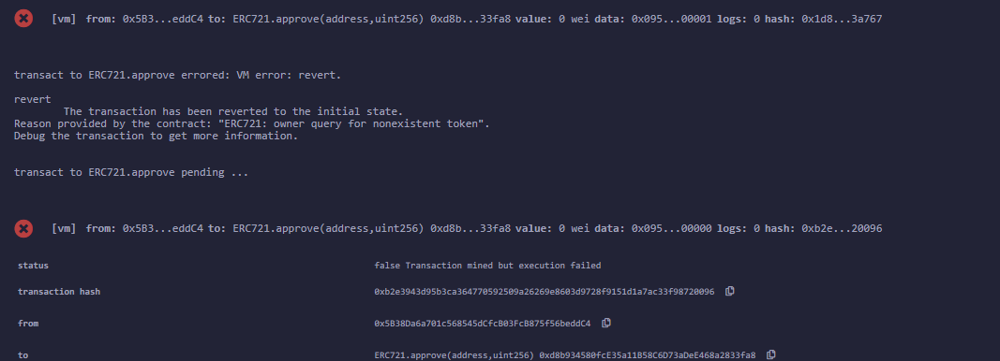 [vm] from: 0x5B3...eddC4 to: ERC721.approve(address,uint256) 0xd8b...33fa8 value: 0 wei data: 0x095...00001 logs: 0 hash: 0x1d8...3a767
transact to ERC721.approve errored: VM error: revert.
revert
The transaction has been reverted to the initial state.
Reason provided by the contract: "ERC721: owner query for nonexistent token".
Debug the transaction to get more information.
transact to ERC721.approve pending ...
[vm] from: 0x5B3...eddC4 to: ERC721.approve(address,uint256) 0xd8b...33fa8 value: 0 wei data: 0x095...00000 logs: 0 hash: 0xb2e...20096
status false Transaction mined but execution failed
transaction hash 0xb2e3943d95b3ca364770592509a26269e8603d9728f9151d1a7ac33f98720096
from 0x5B38Da6a701c568545dCfcB03FcB875f56beddC4
to ERC721.approve(address,uint256) 0xd8b934580fcE35a11B58C6D73aDeE468a2833fa8